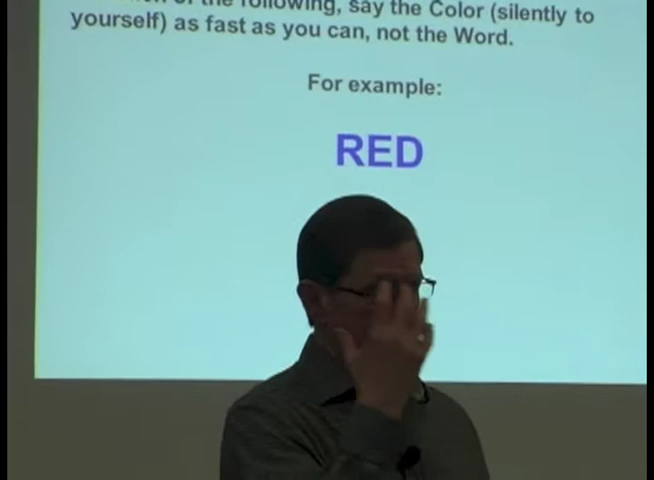 of the following, say the Color (silently to
yourself) as fast as you can, not the Word.
For example:
RED